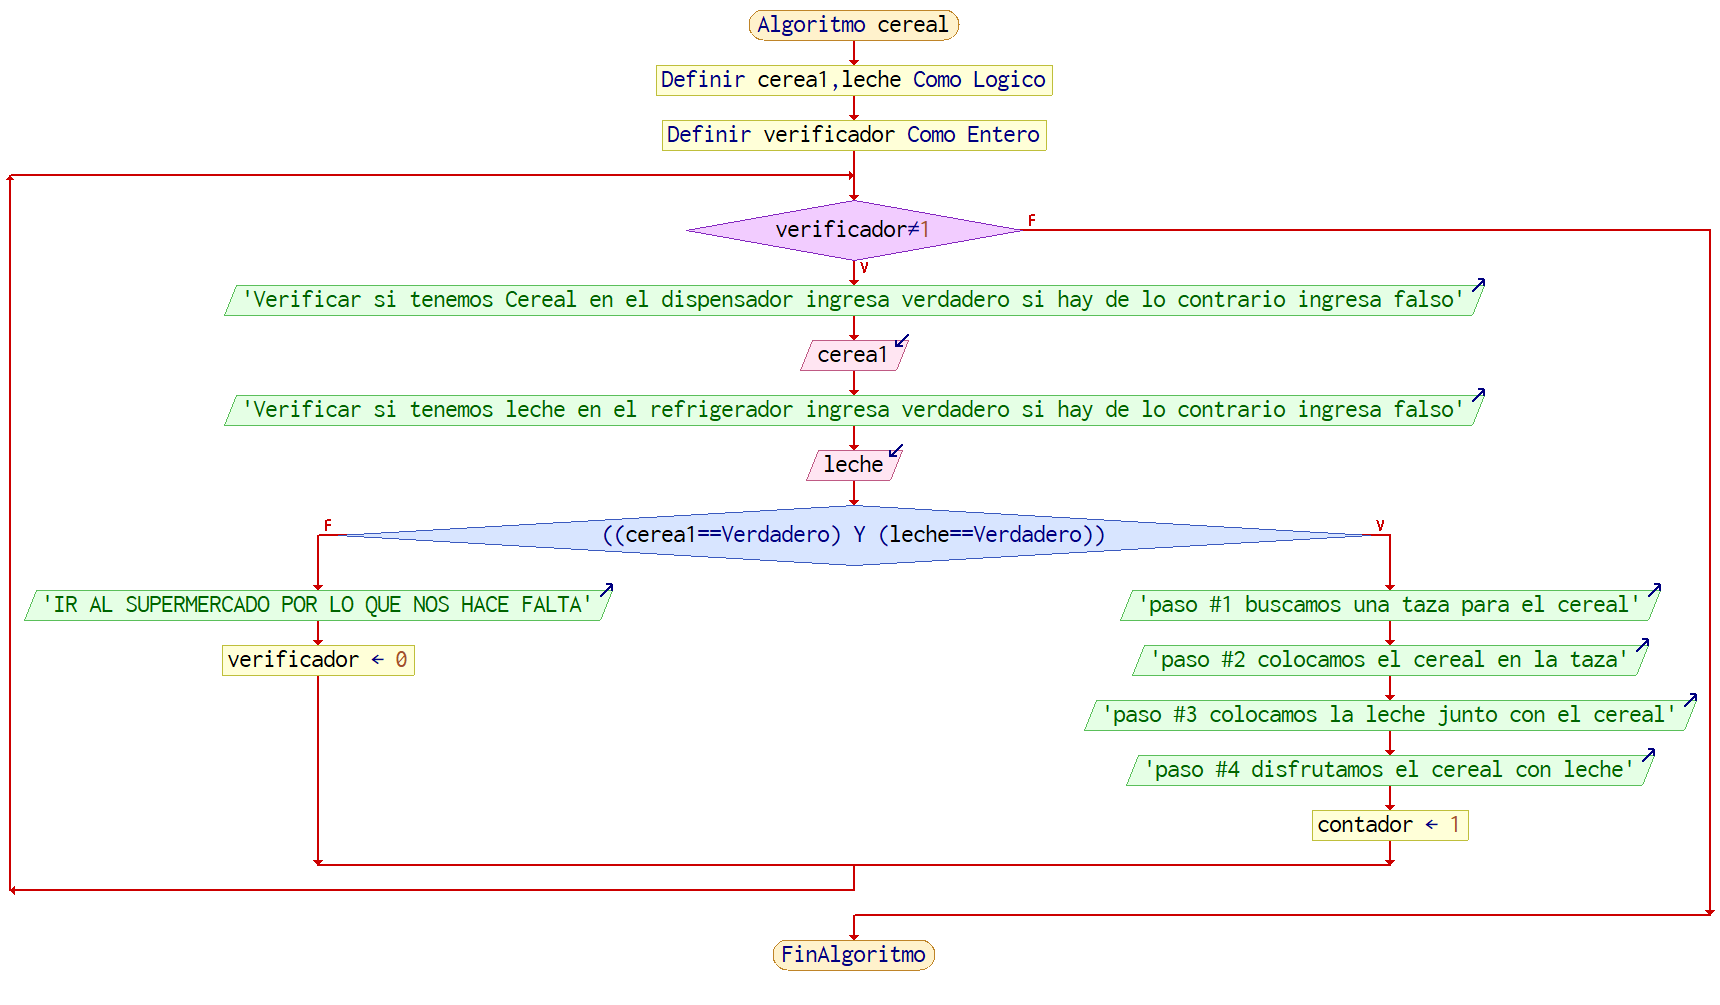 Algoritmo cereal
Definir cerea1,leche Como Logico
Definir verificador Como Entero
verificador≠1
F
V
'Verificar si tenemos Cereal en el dispensador ingresa verdadero si hay de lo contrario ingresa falso'
cerea1
'Verificar si tenemos leche en el refrigerador ingresa verdadero si hay de lo contrario ingresa falso'
leche
F
((cerea1==Verdadero) Y (leche==Verdadero))
V
'IR AL SUPERMERCADO POR LO QUE NOS HACE FALTA'
verificador ← 0
'paso #1 buscamos una taza para el cereal'
'paso #2 colocamos el cereal en la taza'
'paso #3 colocamos la leche junto con el cereal'
'paso #4 disfrutamos el cereal con leche'
contador ← 1
FinAlgoritmo